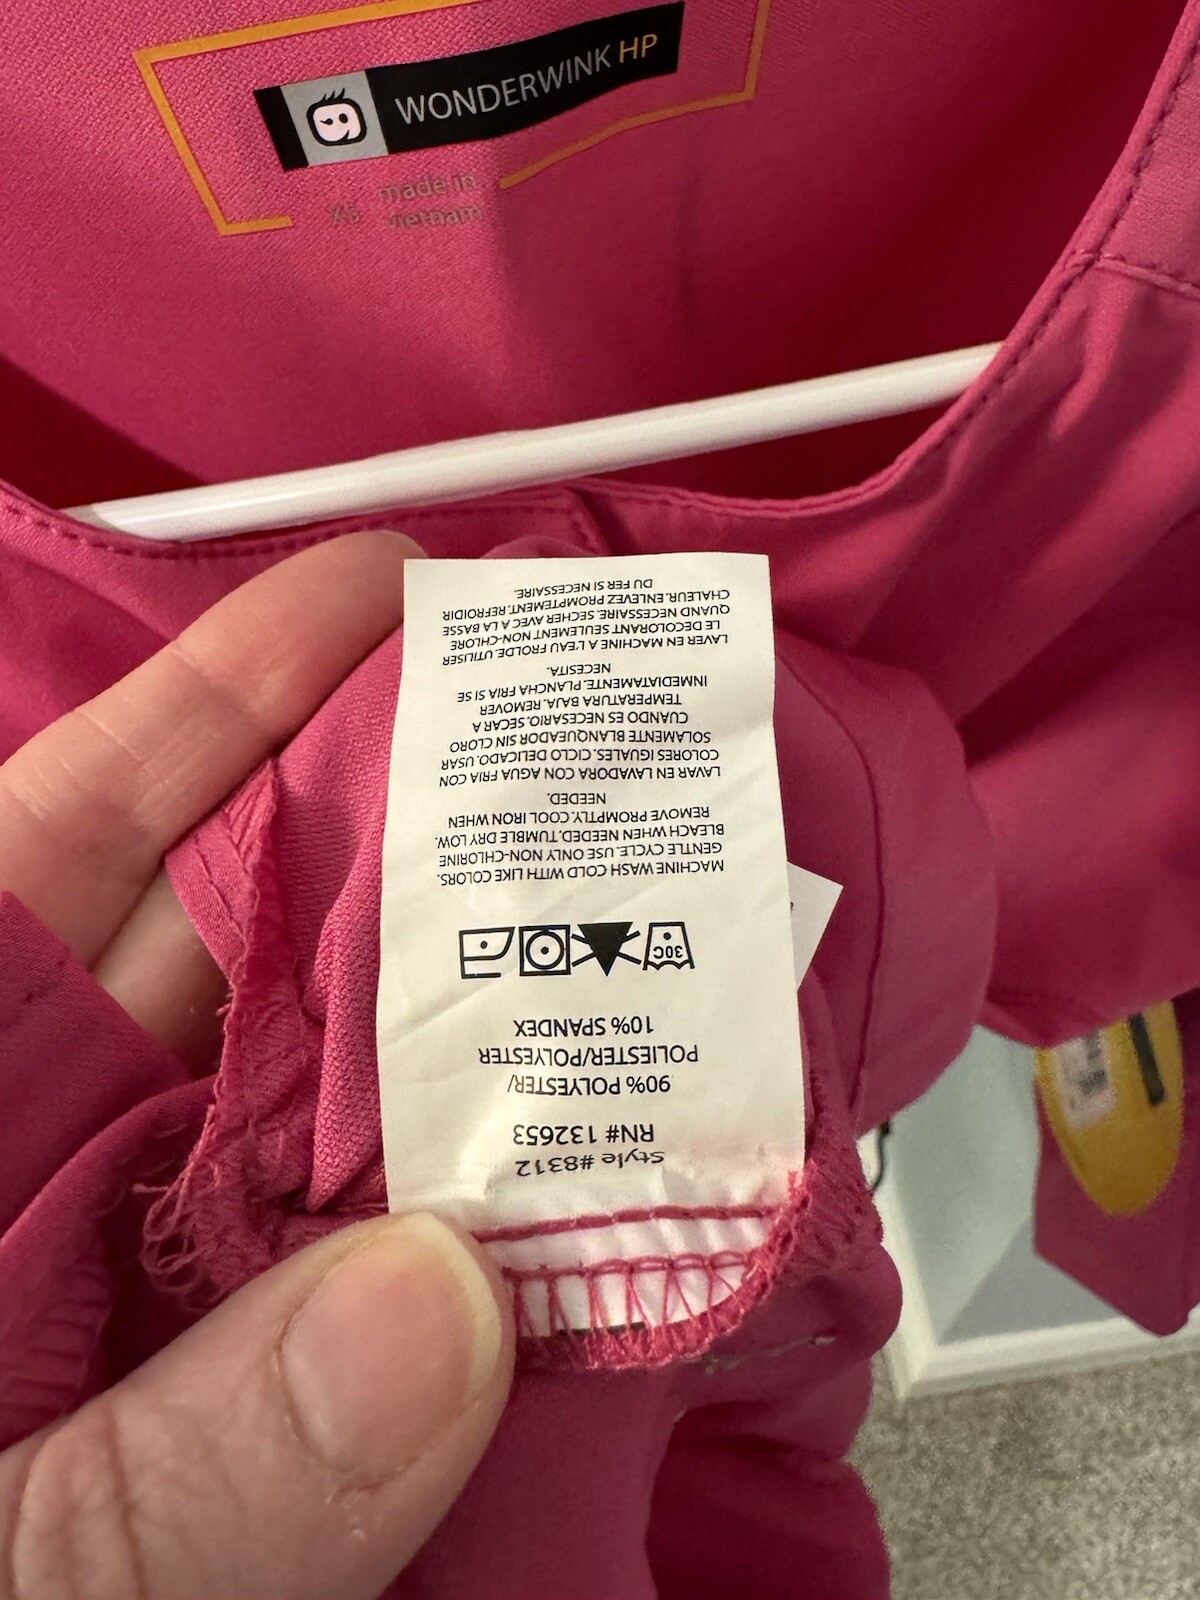 WONDERWINK HP
XS made in
vietnam
Style #8312
RN# 132653
90% POLYESTER/
POLIESTER/POLYESTER
10% SPANDEX
30C
MACHINE WASH COLD WITH LIKE COLORS.
GENTLE CYCLE. USE ONLY NON-CHLORINE
BLEACH WHEN NEEDED. TUMBLE DRY LOW.
REMOVE PROMPTLY. COOL IRON WHEN
NEEDED.
LAVAR EN LAVADORA CON AGUA FRIA CON
COLORES IGUALES. CICLO DELICADO. USAR
SOLAMENTE BLANQUEADOR SIN CLORO
CUANDO ES NECESARIO. SECAR A
TEMPERATURA BAJA. REMOVER
INMEDIATAMENTE. PLANCHA FRIA SI SE
NECESITA.
LAVER EN MACHINE A L'EAU FROLDE. UTILISER
LE DECOLORANT SEULEMENT NON-CHLORE
QUAND NECESSAIRE. SECHER AVEC A LA BASSE
CHALEUR. ENLEVEZ PROMPTEMENT. REFROIDIR
DU FER SI NECESSAIRE.